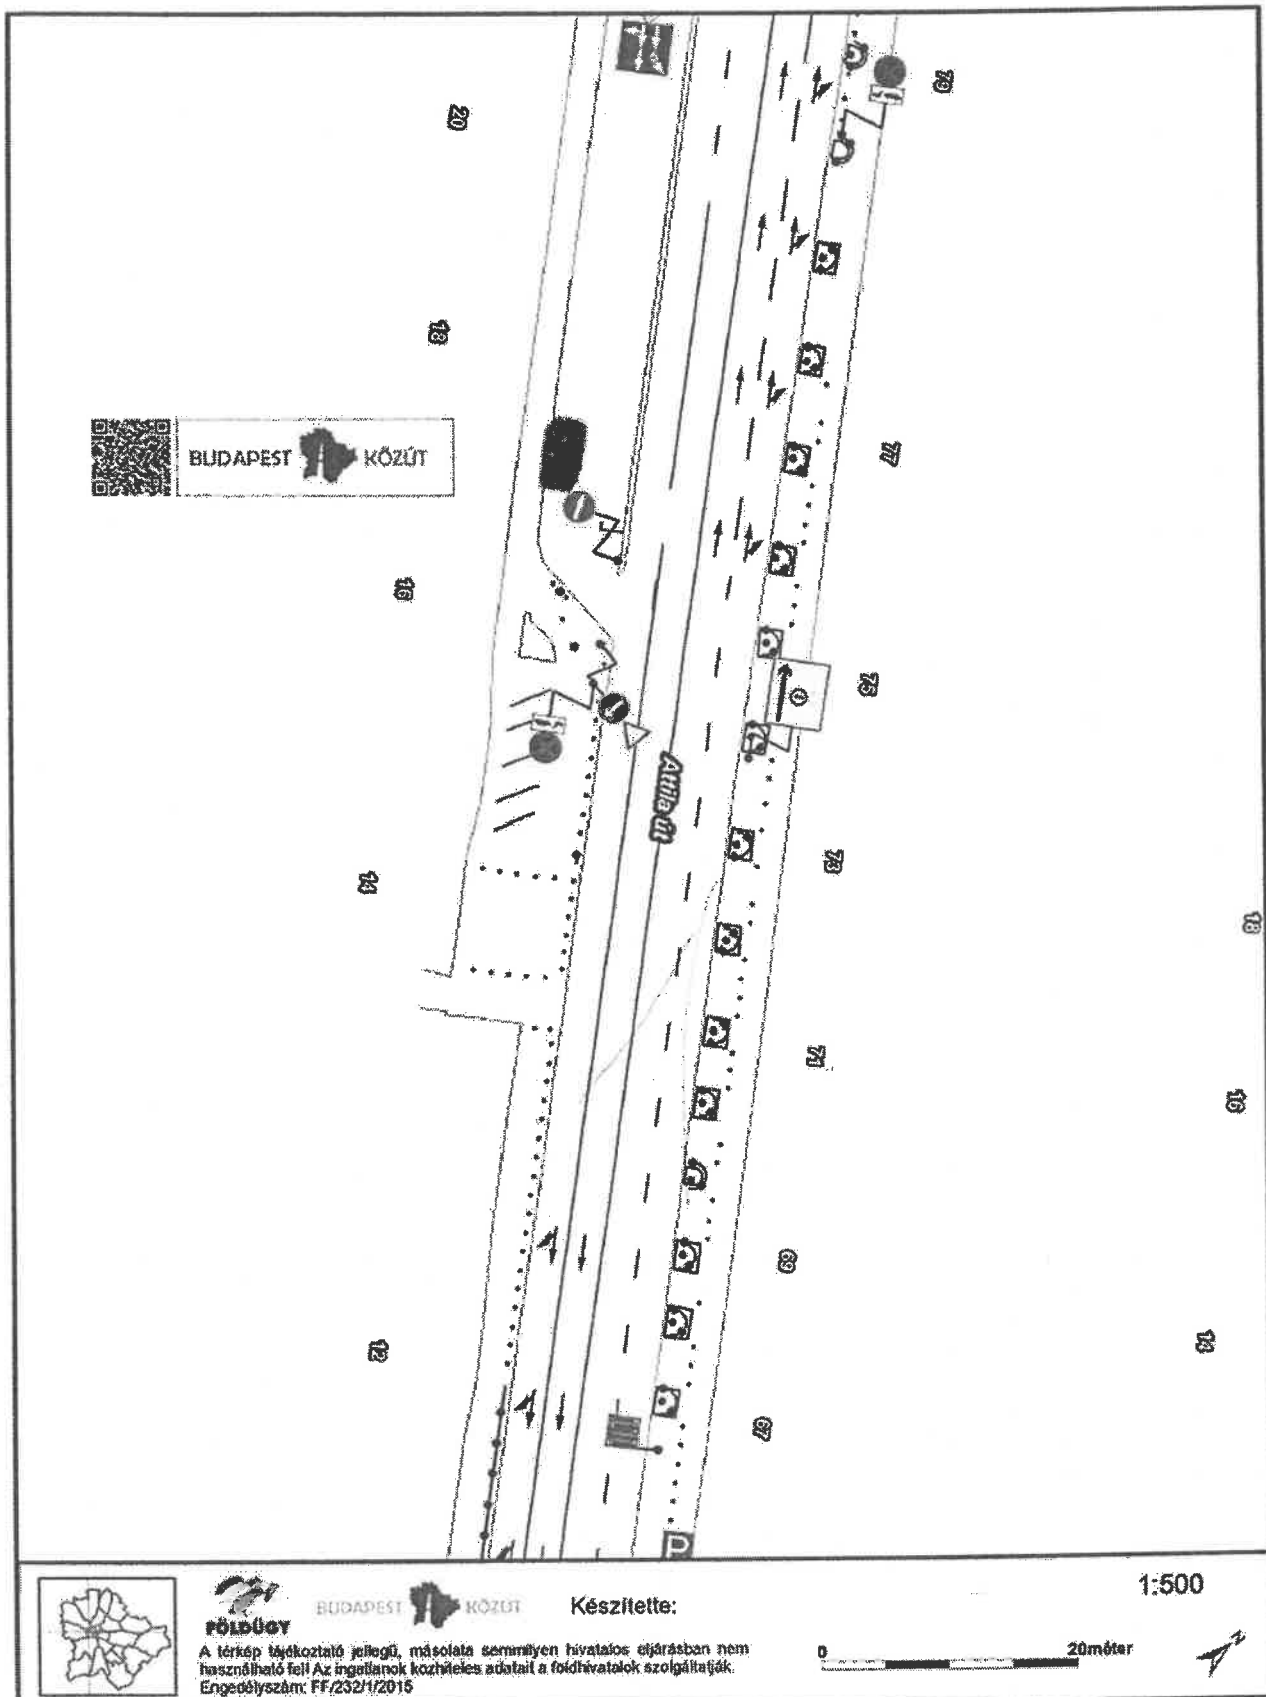 79
20
18
77
BUDAPEST KÖZÚT
16
75
Attila út
73
14
18
71
16
69
14
12
67
P
1:500
FÖLDÜGY
BUDAPEST KÖZÚT
Készítette:
A térkép tájékoztató jellegű, másolata semmilyen hivatalos eljárásban nem
használható fel! Az ingatlanok közhiteles adatait a földhivatalok szolgáltatják.
Engedélyszám: FF/232/1/2015
0 20méter